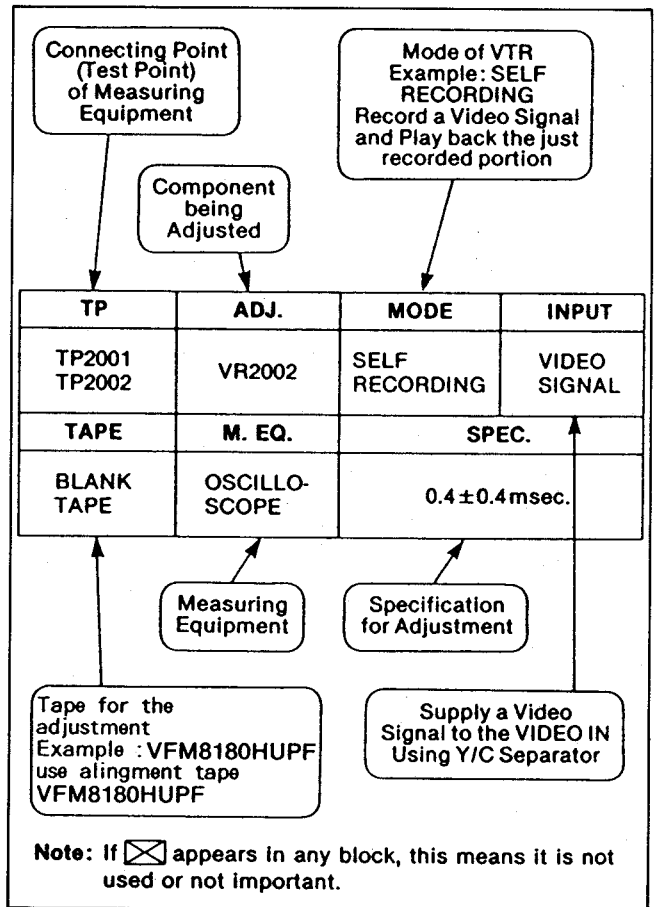 Connecting Point
(Test Point)
of Measuring
Equipment
Mode of VTR
Example: SELF
RECORDING
Record a Video Signal
and Play back the just
recorded portion
Component
being
Adjusted
TP ADJ. MODE INPUT
TP2001
TP2002
VR2002
SELF
RECORDING
VIDEO
SIGNAL
TAPE M. EQ. SPEC.
BLANK
TAPE
OSCILLO-
SCOPE
0.4±0.4msec.
Measuring
Equipment
Specification
for Adjustment
Tape for the
adjustment
Example : VFM8180HUPF
use alingment tape
VFM8180HUPF
Supply a Video
Signal to the VIDEO IN
Using Y/C Separator
Note: If appears in any block, this means it is not
used or not important.